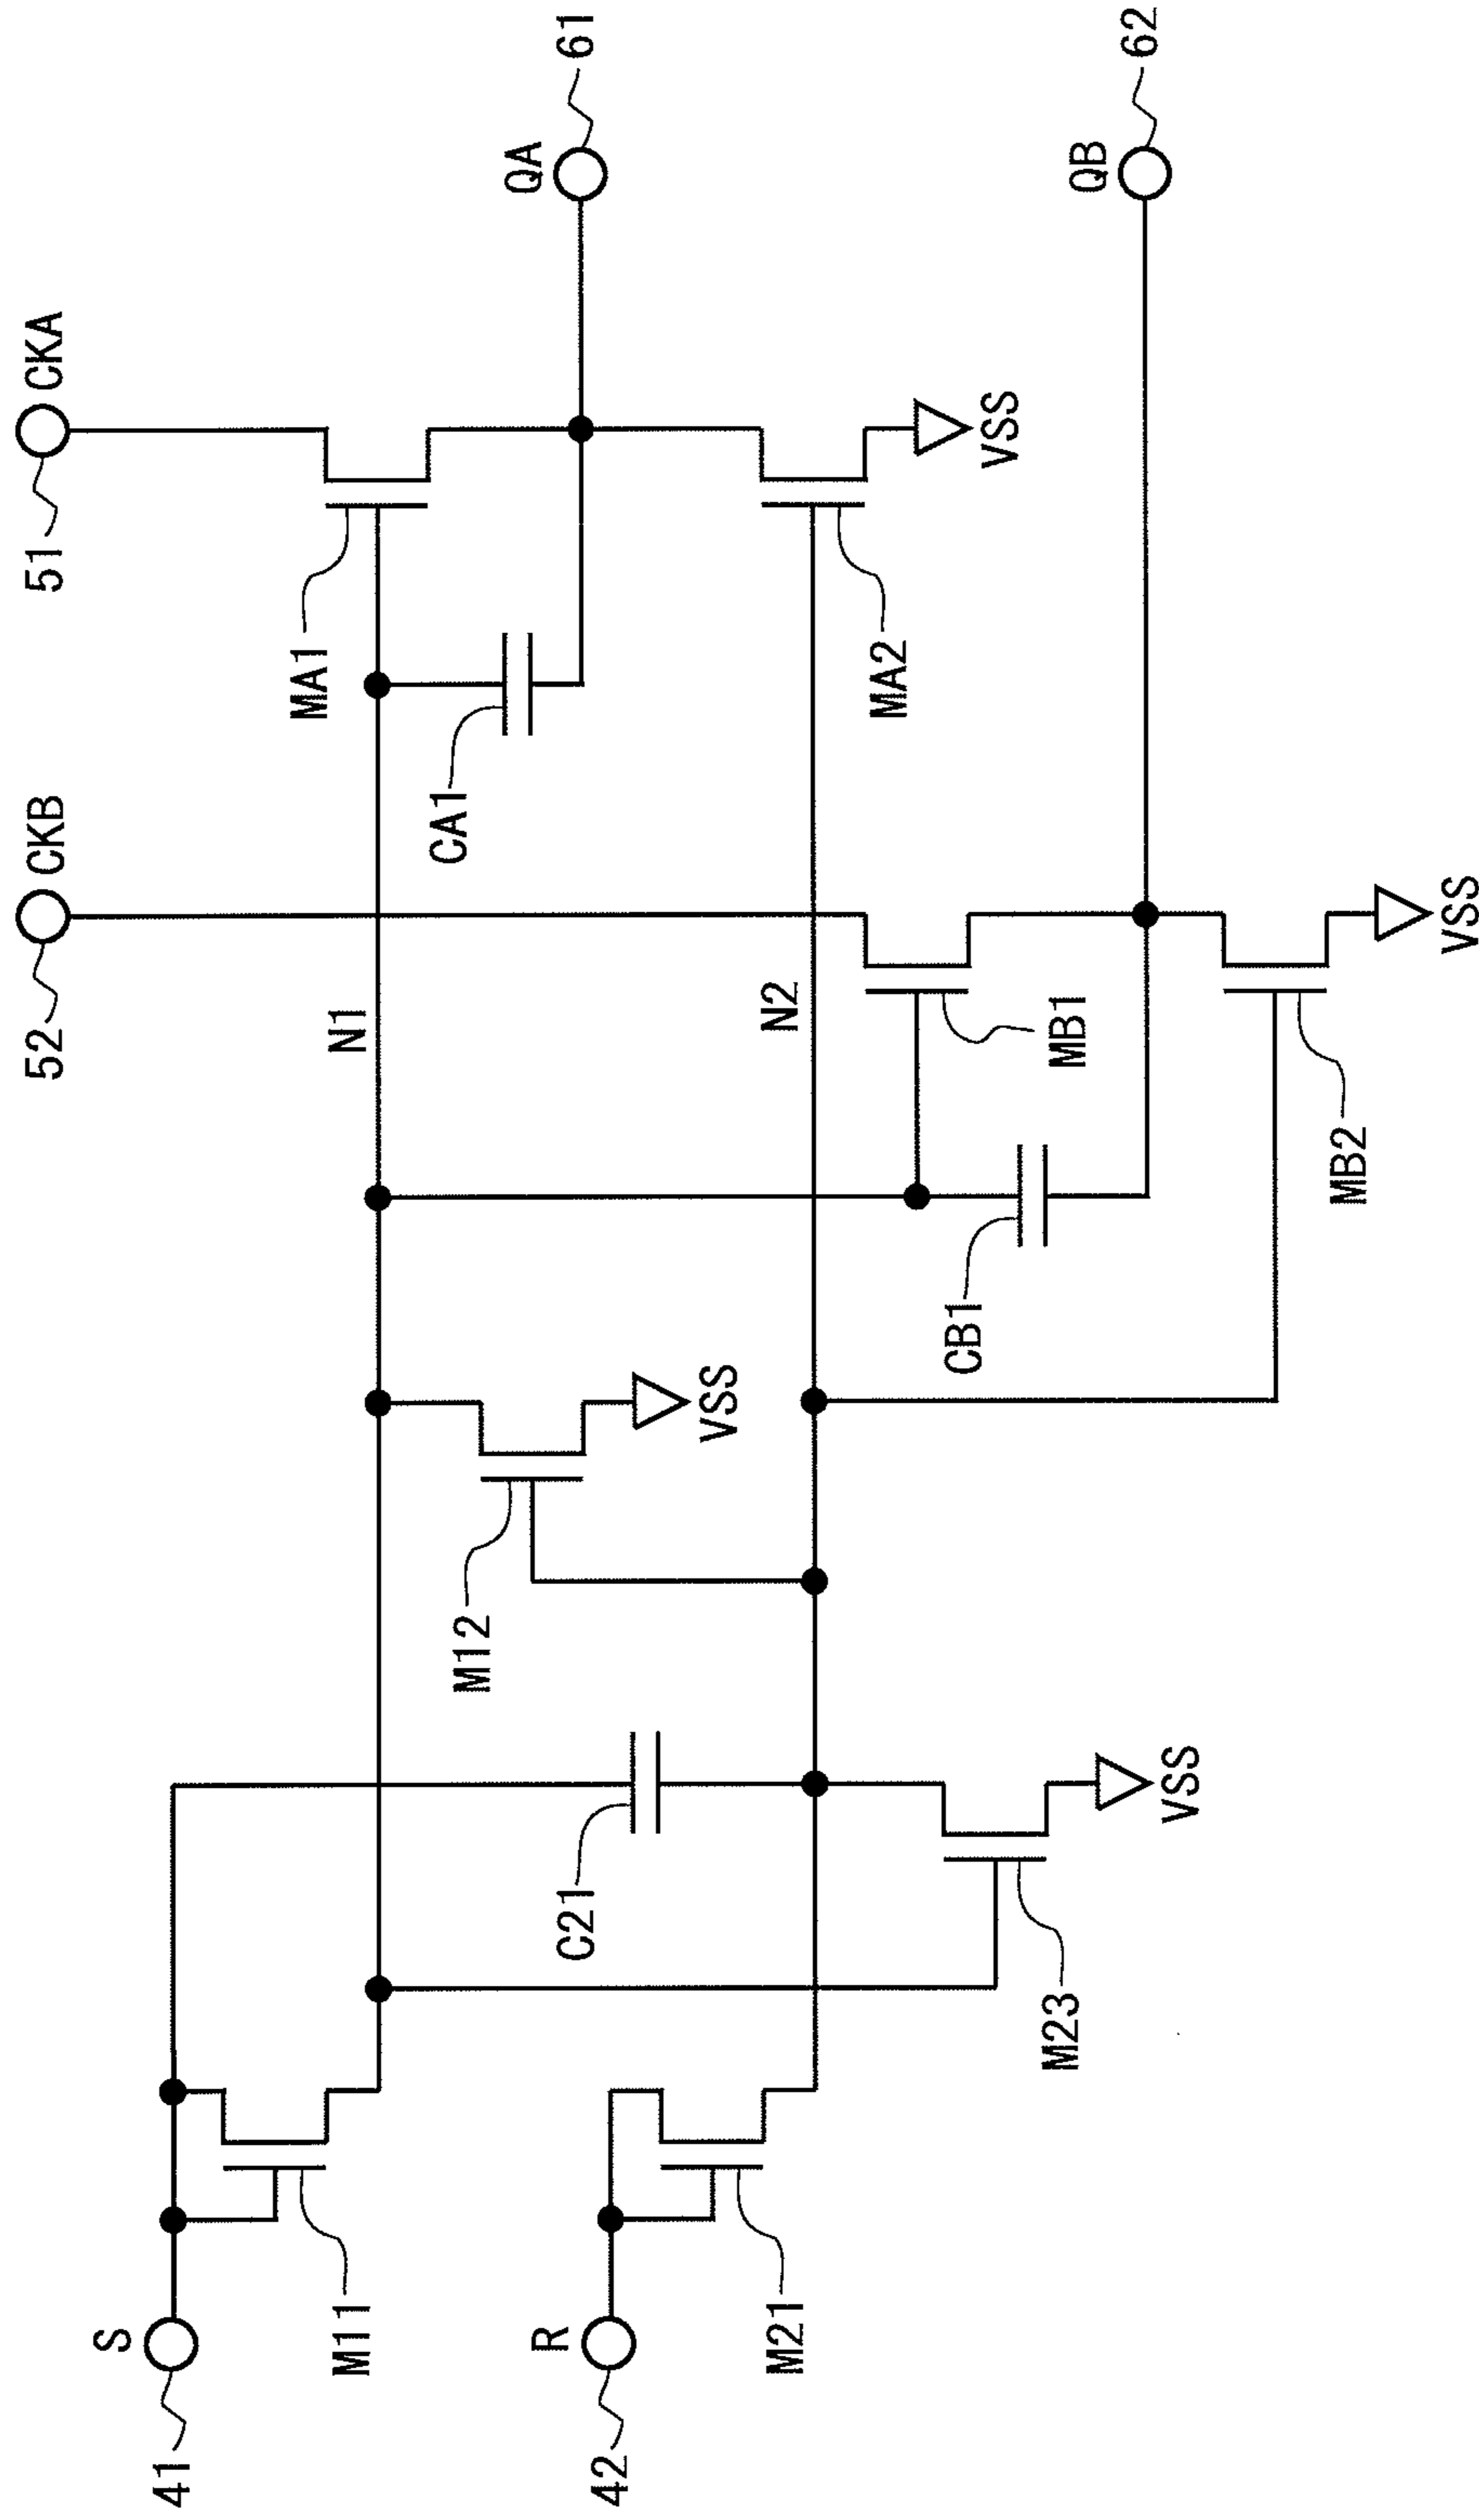 52
CKB
51
CKA
N1
MA1
41
S
M11
CA1
QA
61
M12
VSS
C21
42
R
M21
N2
MA2
VSS
MB1
CB1
M23
VSS
QB
62
MB2
VSS